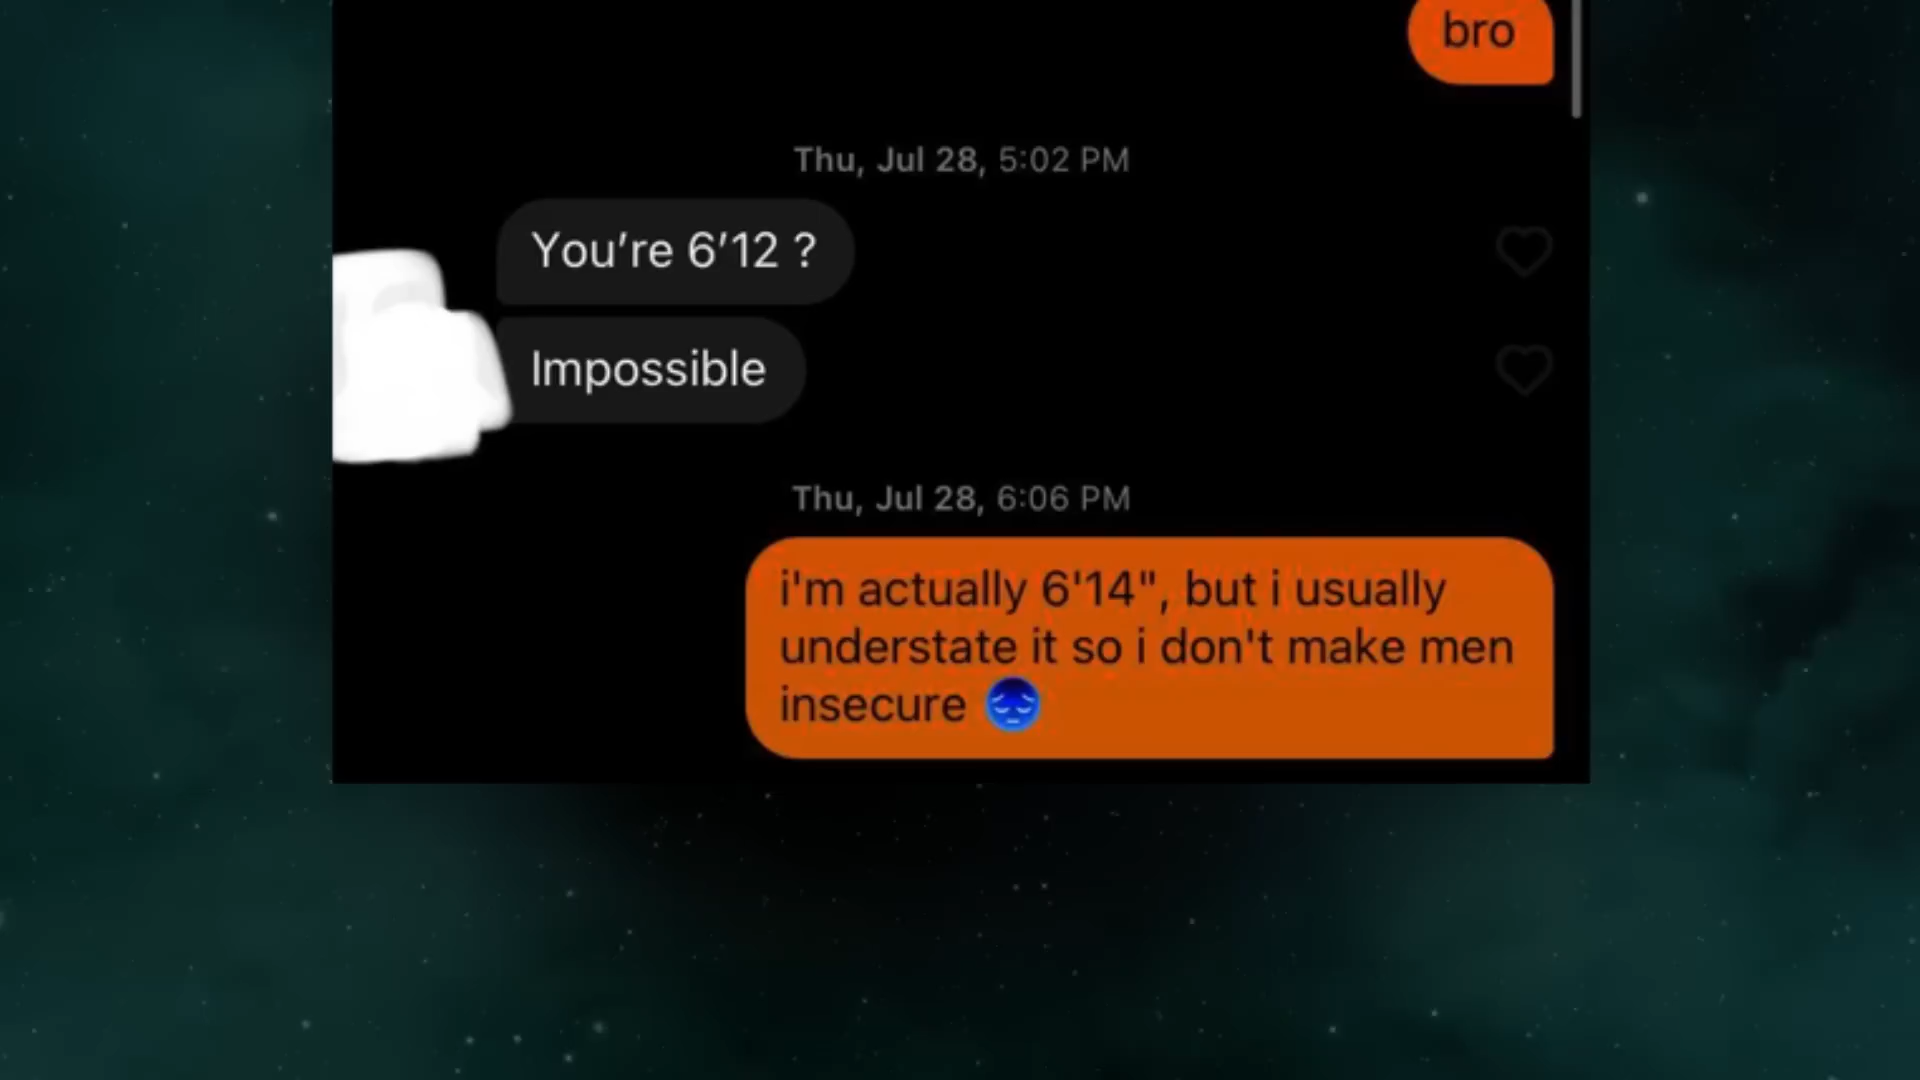 bro
Thu, Jul 28, 5:02 PM
You’re 6’12 ?
Impossible
Thu, Jul 28, 6:06 PM
i'm actually 6'14", but i usually
understate it so i don't make men
insecure 😔